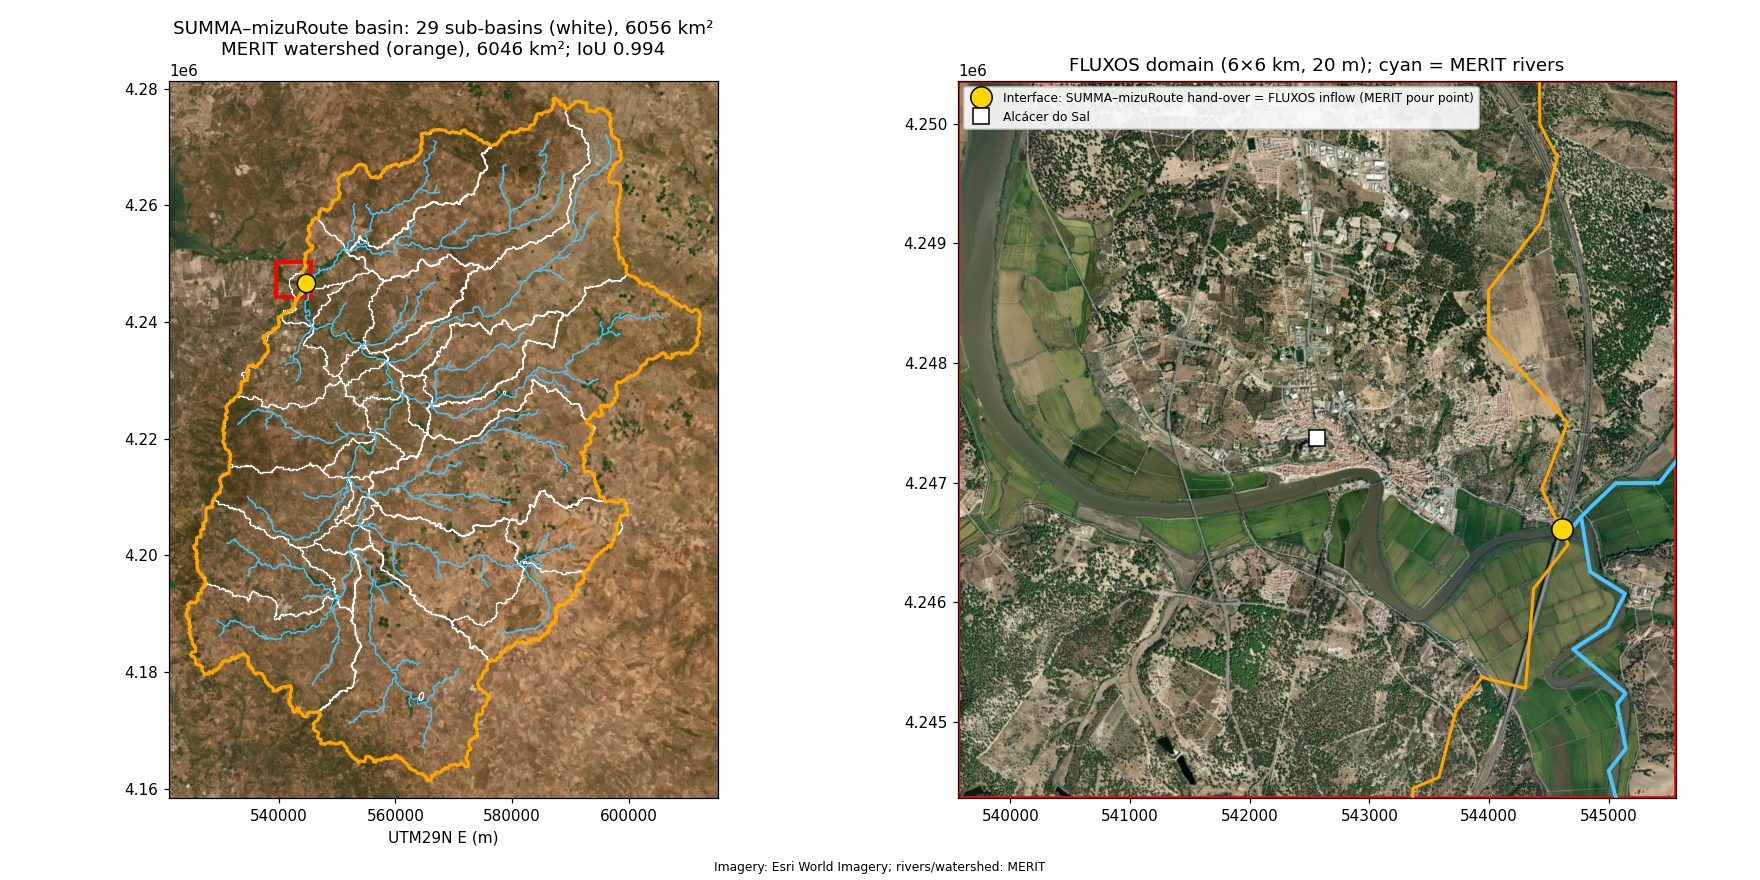 SUMMA–mizuRoute basin: 29 sub-basins (white), 6056 km²
MERIT watershed (orange), 6046 km²; IoU 0.994
1e6
4.28
4.26
4.24
4.22
4.20
4.18
4.16
540000
560000
580000
600000
UTM29N E (m)
FLUXOS domain (6×6 km, 20 m); cyan = MERIT rivers
1e6
Interface: SUMMA–mizuRoute hand-over = FLUXOS inflow (MERIT pour point)
Alcácer do Sal
4.250
4.249
4.248
4.247
4.246
4.245
540000
541000
542000
543000
544000
545000
Imagery: Esri World Imagery; rivers/watershed: MERIT